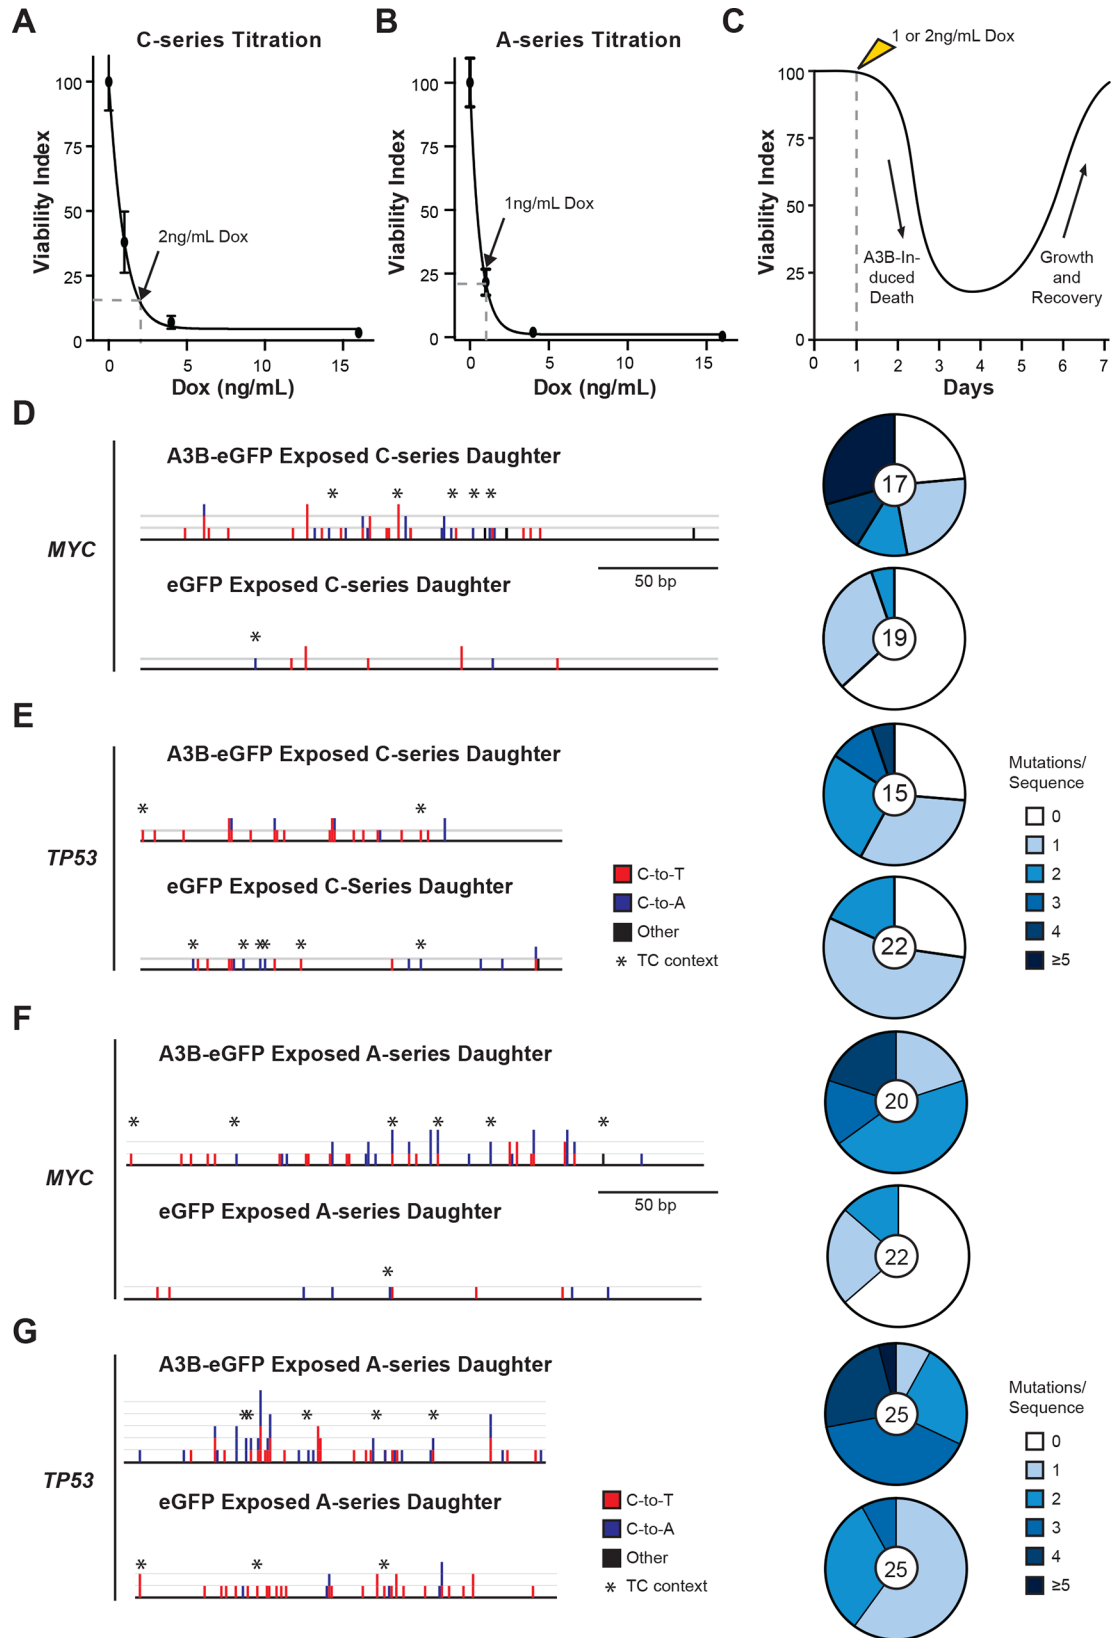 A
C-series Titration
Viability Index
100
75
50
25
0
2ng/mL Dox
0
5
10
15
Dox (ng/mL)
B
A-series Titration
Viability Index
100
75
50
25
0
1ng/mL Dox
0
5
10
15
Dox (ng/mL)
C
1 or 2ng/mL Dox
Viability Index
100
75
50
25
0
A3B-In-
duced
Death
Growth
and
Recovery
0
1
2
3
4
5
6
7
Days
D
MYC
A3B-eGFP Exposed C-series Daughter
* * * * *
17
50 bp
eGFP Exposed C-series Daughter
*
19
E
TP53
A3B-eGFP Exposed C-series Daughter
* *
15
eGFP Exposed C-Series Daughter
* * ** * *
22
C-to-T
C-to-A
Other
* TC context
Mutations/
Sequence
0
1
2
3
4
≥5
F
MYC
A3B-eGFP Exposed A-series Daughter
* * * * * *
20
50 bp
eGFP Exposed A-series Daughter
*
22
G
TP53
A3B-eGFP Exposed A-series Daughter
** * * *
25
eGFP Exposed A-series Daughter
* * *
25
C-to-T
C-to-A
Other
* TC context
Mutations/
Sequence
0
1
2
3
4
≥5